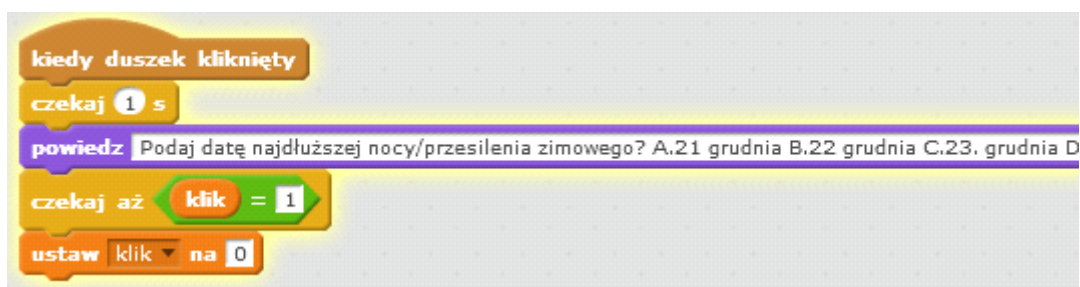 kiedy duszek kliknięty
czekaj 1 s
powiedz Podaj datę najdłuższej nocy/przesilenia zimowego? A.21 grudnia B.22 grudnia C.23. grudnia D
czekaj aż klik = 1
ustaw klik na 0